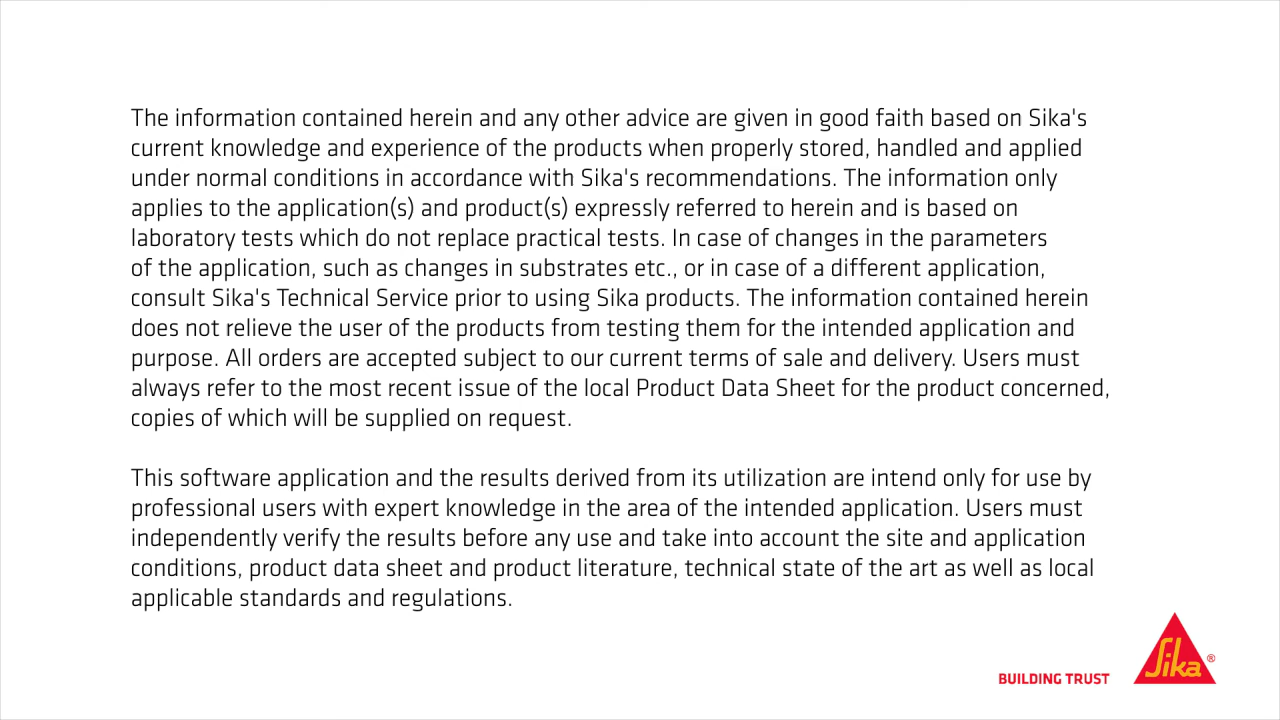 The information contained herein and any other advice are given in good faith based on Sika's
current knowledge and experience of the products when properly stored, handled and applied
under normal conditions in accordance with Sika's recommendations. The information only
applies to the application(s) and product(s) expressly referred to herein and is based on
laboratory tests which do not replace practical tests. In case of changes in the parameters
of the application, such as changes in substrates etc., or in case of a different application,
consult Sika's Technical Service prior to using Sika products. The information contained herein
does not relieve the user of the products from testing them for the intended application and
purpose. All orders are accepted subject to our current terms of sale and delivery. Users must
always refer to the most recent issue of the local Product Data Sheet for the product concerned,
copies of which will be supplied on request.
This software application and the results derived from its utilization are intend only for use by
professional users with expert knowledge in the area of the intended application. Users must
independently verify the results before any use and take into account the site and application
conditions, product data sheet and product literature, technical state of the art as well as local
applicable standards and regulations.
BUILDING TRUST
Sika®